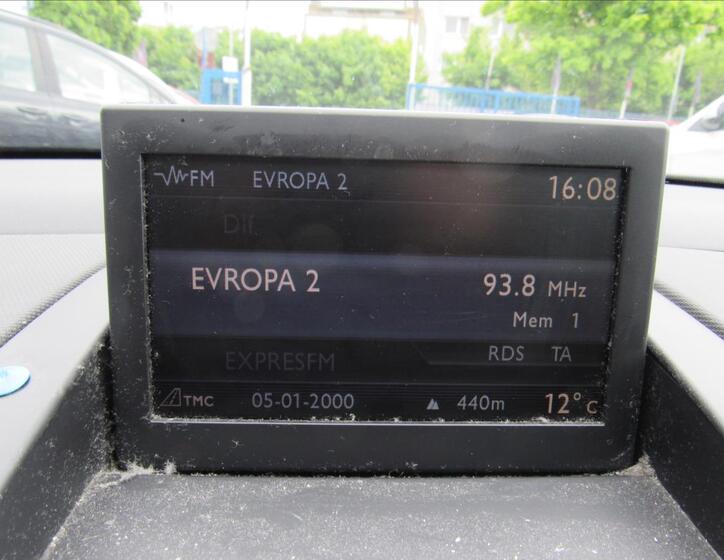 FM EVROPA 2 16:08
EVROPA 2 93.8 MHz
Mem 1
EXPRESFM RDS TA
TMC 05-01-2000 440m 12°C